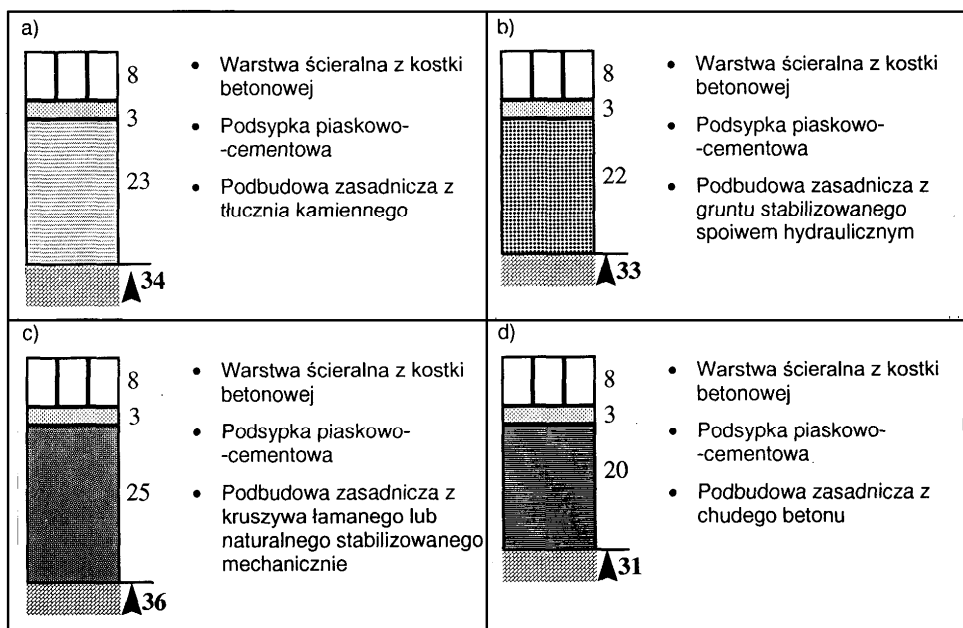 a)
8
3
23
34
• Warstwa ścieralna z kostki
betonowej
• Podsypka piaskowo-
-cementowa
• Podbudowa zasadnicza z
tłucznia kamiennego
b)
8
3
22
33
• Warstwa ścieralna z kostki
betonowej
• Podsypka piaskowo-
-cementowa
• Podbudowa zasadnicza z
gruntu stabilizowanego
spoiwem hydraulicznym
c)
8
3
25
36
• Warstwa ścieralna z kostki
betonowej
• Podsypka piaskowo-
-cementowa
• Podbudowa zasadnicza z
kruszywa łamanego lub
naturalnego stabilizowanego
mechanicznie
d)
8
3
20
31
• Warstwa ścieralna z kostki
betonowej
• Podsypka piaskowo-
-cementowa
• Podbudowa zasadnicza z
chudego betonu